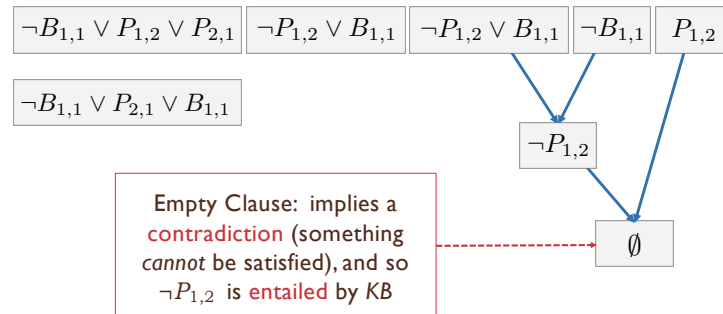 ¬B₁,₁ ∨ P₁,₂ ∨ P₂,₁ ¬P₁,₂ ∨ B₁,₁ ¬P₁,₂ ∨ B₁,₁ ¬B₁,₁ P₁,₂
¬B₁,₁ ∨ P₂,₁ ∨ B₁,₁
¬P₁,₂
Empty Clause: implies a
contradiction (something
cannot be satisfied), and so
¬P₁,₂ is entailed by KB
∅